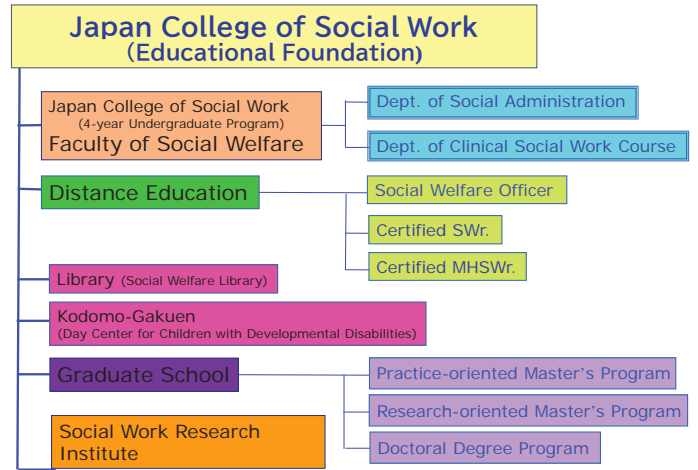 Japan College of Social Work
(Educational Foundation)
Japan College of Social Work
(4-year Undergraduate Program)
Faculty of Social Welfare
Dept. of Social Administration
Dept. of Clinical Social Work Course
Distance Education
Social Welfare Officer
Certified SWr.
Certified MHSWr.
Library (Social Welfare Library)
Kodomo-Gakuen
(Day Center for Children with Developmental Disabilities)
Graduate School
Practice-oriented Master's Program
Research-oriented Master's Program
Doctoral Degree Program
Social Work Research
Institute